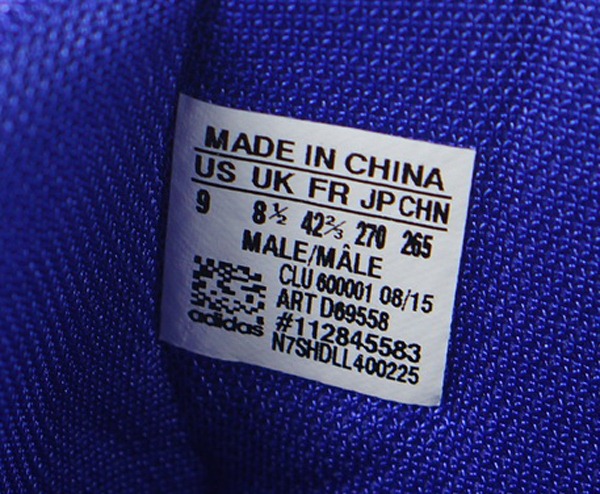 MADE IN CHINA
US UK FR JP CHN
9 8½ 42⅔ 270 265
MALE/MÂLE
CLU 600001 08/15
ART D69558
#112845583
N7SHDLL400225
adidas